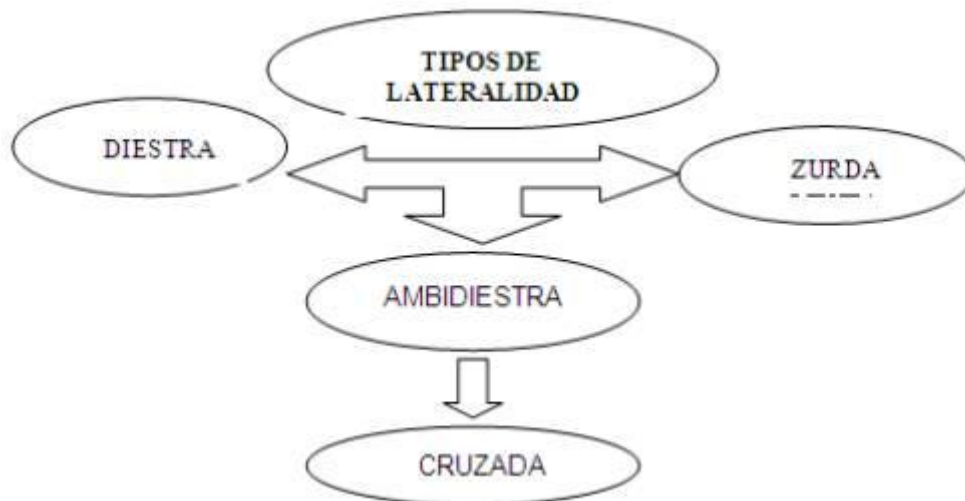 TIPOS DE
LATERALIDAD
DIESTRA
ZURDA
AMBIDIESTRA
CRUZADA